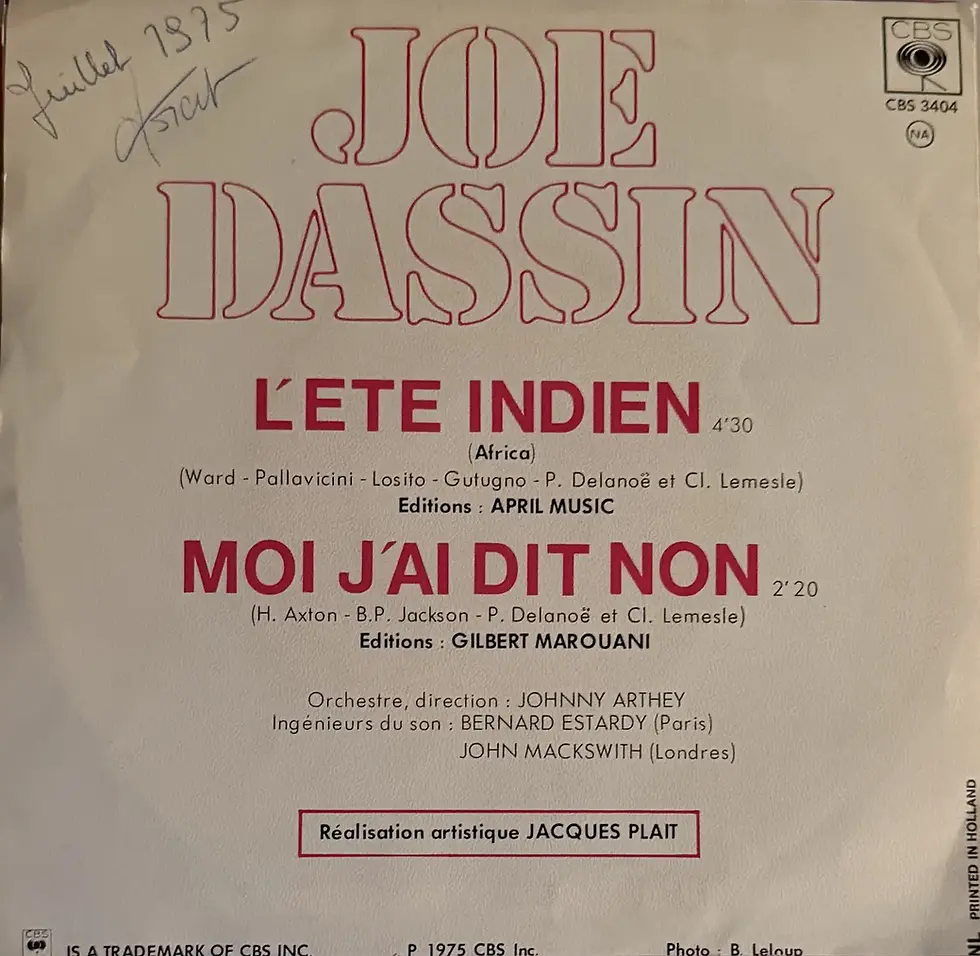 Juillet 1975
CBS
CBS 3404
NA
JOE
DASSIN
L'ETE INDIEN 4'30
(Africa)
(Ward - Pallavicini - Losito - Gutugno - P. Delanoë et Cl. Lemesle)
Editions : APRIL MUSIC
MOI J'AI DIT NON 2'20
(H. Axton - B.P. Jackson - P. Delanoë et Cl. Lemesle)
Editions : GILBERT MAROUANI
Orchestre, direction : JOHNNY ARTHEY
Ingénieurs du son : BERNARD ESTARDY (Paris)
JOHN MACKSWITH (Londres)
Réalisation artistique JACQUES PLAIT
PRINTED IN HOLLAND
NL
CBS IS A TRADEMARK OF CBS INC. P 1975 CBS Inc. Photo : B. Leloup